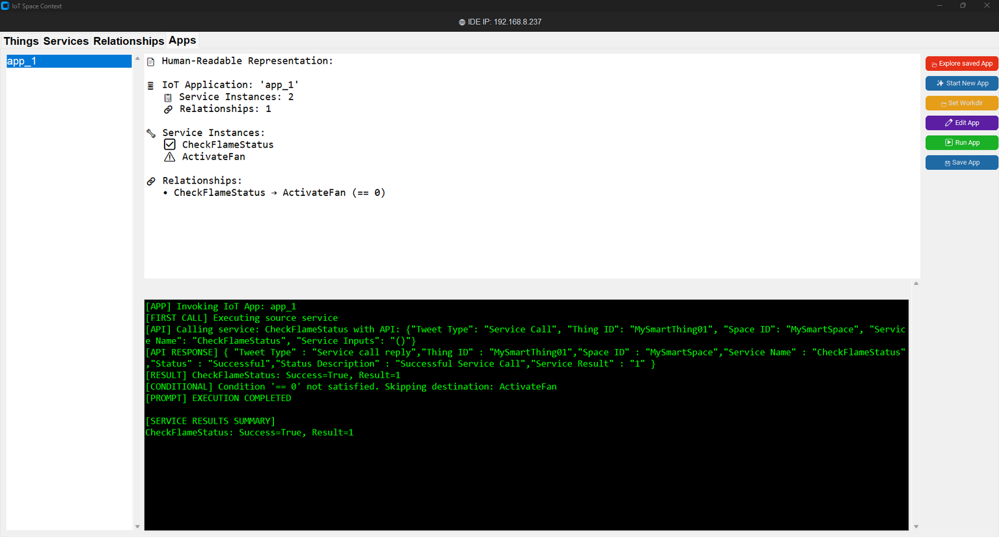 IoT Space Context
IDE IP: 192.168.8.237
Things Services Relationships Apps
app_1
Human-Readable Representation:
IoT Application: 'app_1'
Service Instances: 2
Relationships: 1
Service Instances:
CheckFlameStatus
ActivateFan
Relationships:
• CheckFlameStatus → ActivateFan (== 0)
Explore saved App
Start New App
Set Workdir
Edit App
Run App
Save App
[APP] Invoking IoT App: app_1
[FIRST CALL] Executing source service
[API] Calling service: CheckFlameStatus with API: {"Tweet Type": "Service Call", "Thing ID": "MySmartThing01", "Space ID": "MySmartSpace", "Servic
e Name": "CheckFlameStatus", "Service Inputs": "()"}
[API RESPONSE] { "Tweet Type" : "Service call reply","Thing ID" : "MySmartThing01","Space ID" : "MySmartSpace","Service Name" : "CheckFlameStatus"
,"Status" : "Successful","Status Description" : "Successful Service Call","Service Result" : "1" }
[RESULT] CheckFlameStatus: Success=True, Result=1
[CONDITIONAL] Condition '== 0' not satisfied. Skipping destination: ActivateFan
[PROMPT] EXECUTION COMPLETED
[SERVICE RESULTS SUMMARY]
CheckFlameStatus: Success=True, Result=1